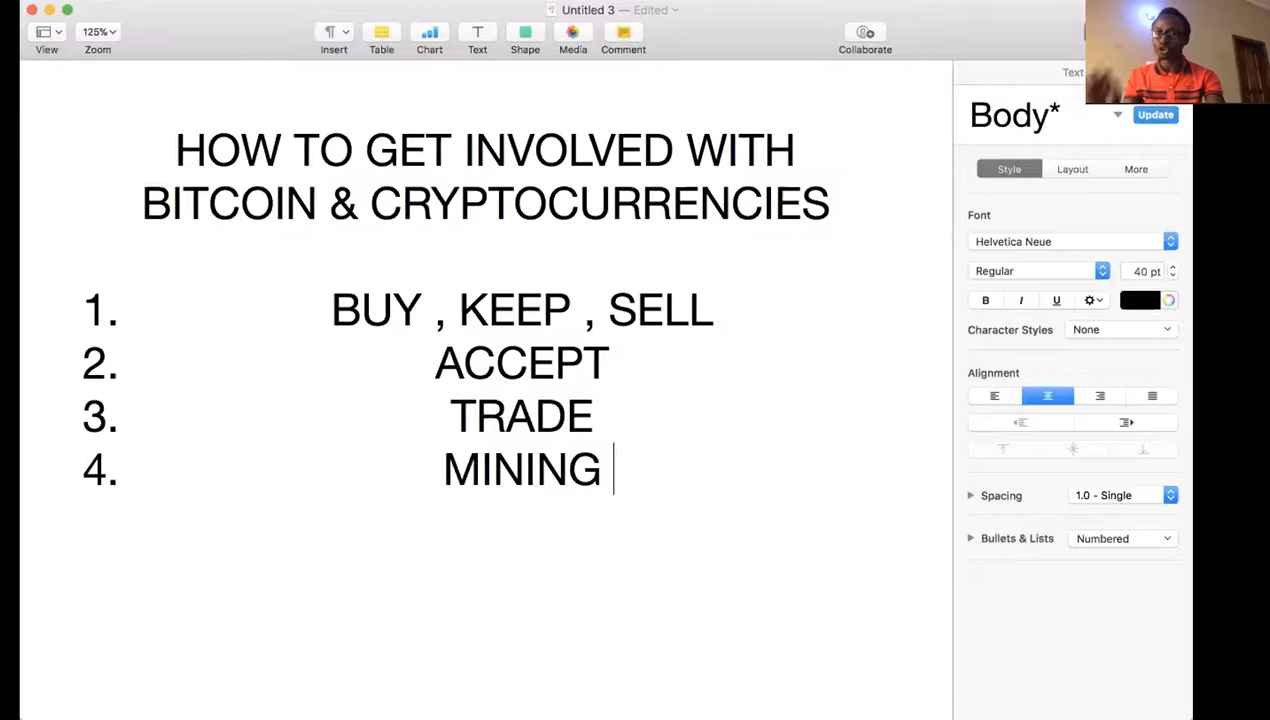 Untitled 3 — Edited
125%
View
Zoom
Insert
Table
Chart
Text
Shape
Media
Comment
Collaborate
Text
Body*
Update
HOW TO GET INVOLVED WITH
BITCOIN & CRYPTOCURRENCIES
1. BUY , KEEP , SELL
2. ACCEPT
3. TRADE
4. MINING
Style Layout More
Font
Helvetica Neue
Regular 40 pt
B I U
Character Styles None
Alignment
Spacing 1.0 - Single
Bullets & Lists Numbered